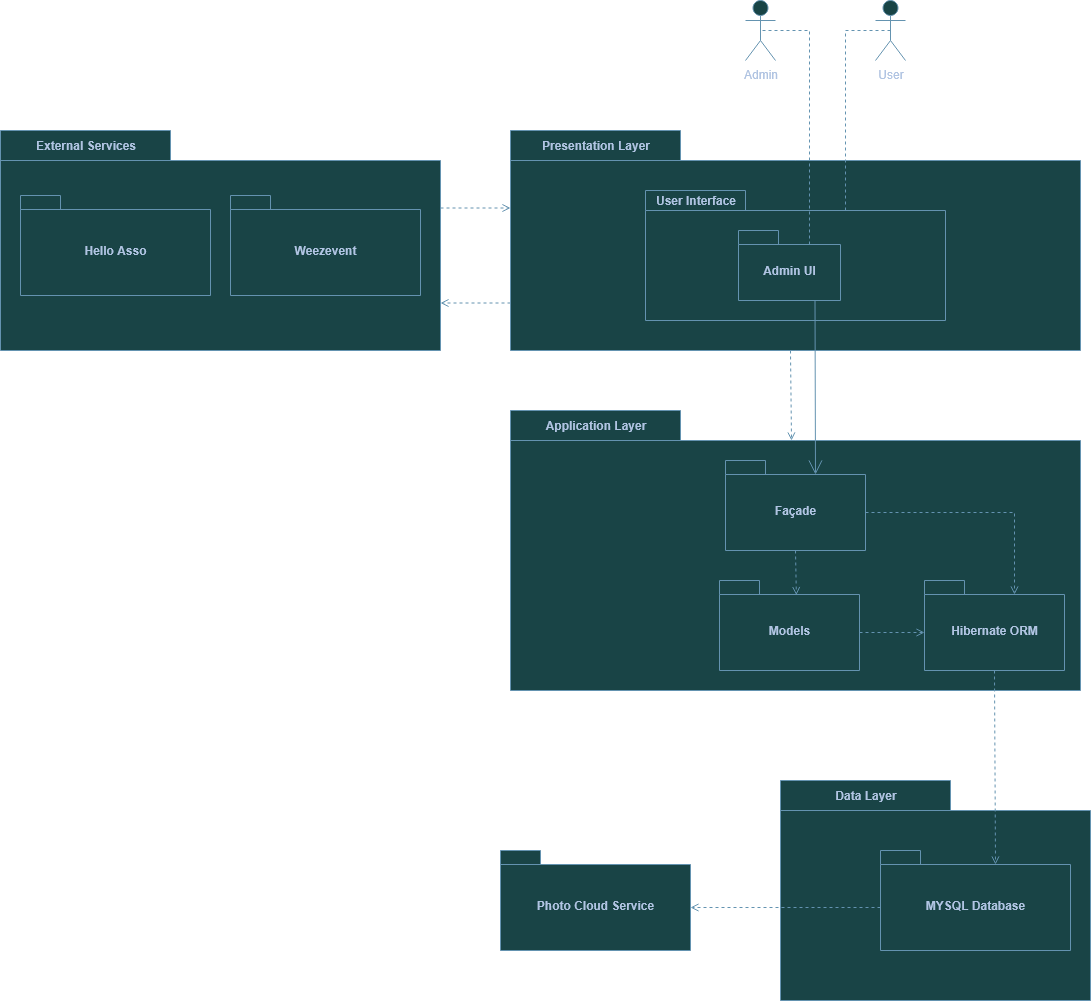 Admin
User
External Services
Presentation Layer
User Interface
Hello Asso
Weezevent
Admin UI
Application Layer
Façade
Models
Hibernate ORM
Data Layer
Photo Cloud Service
MYSQL Database